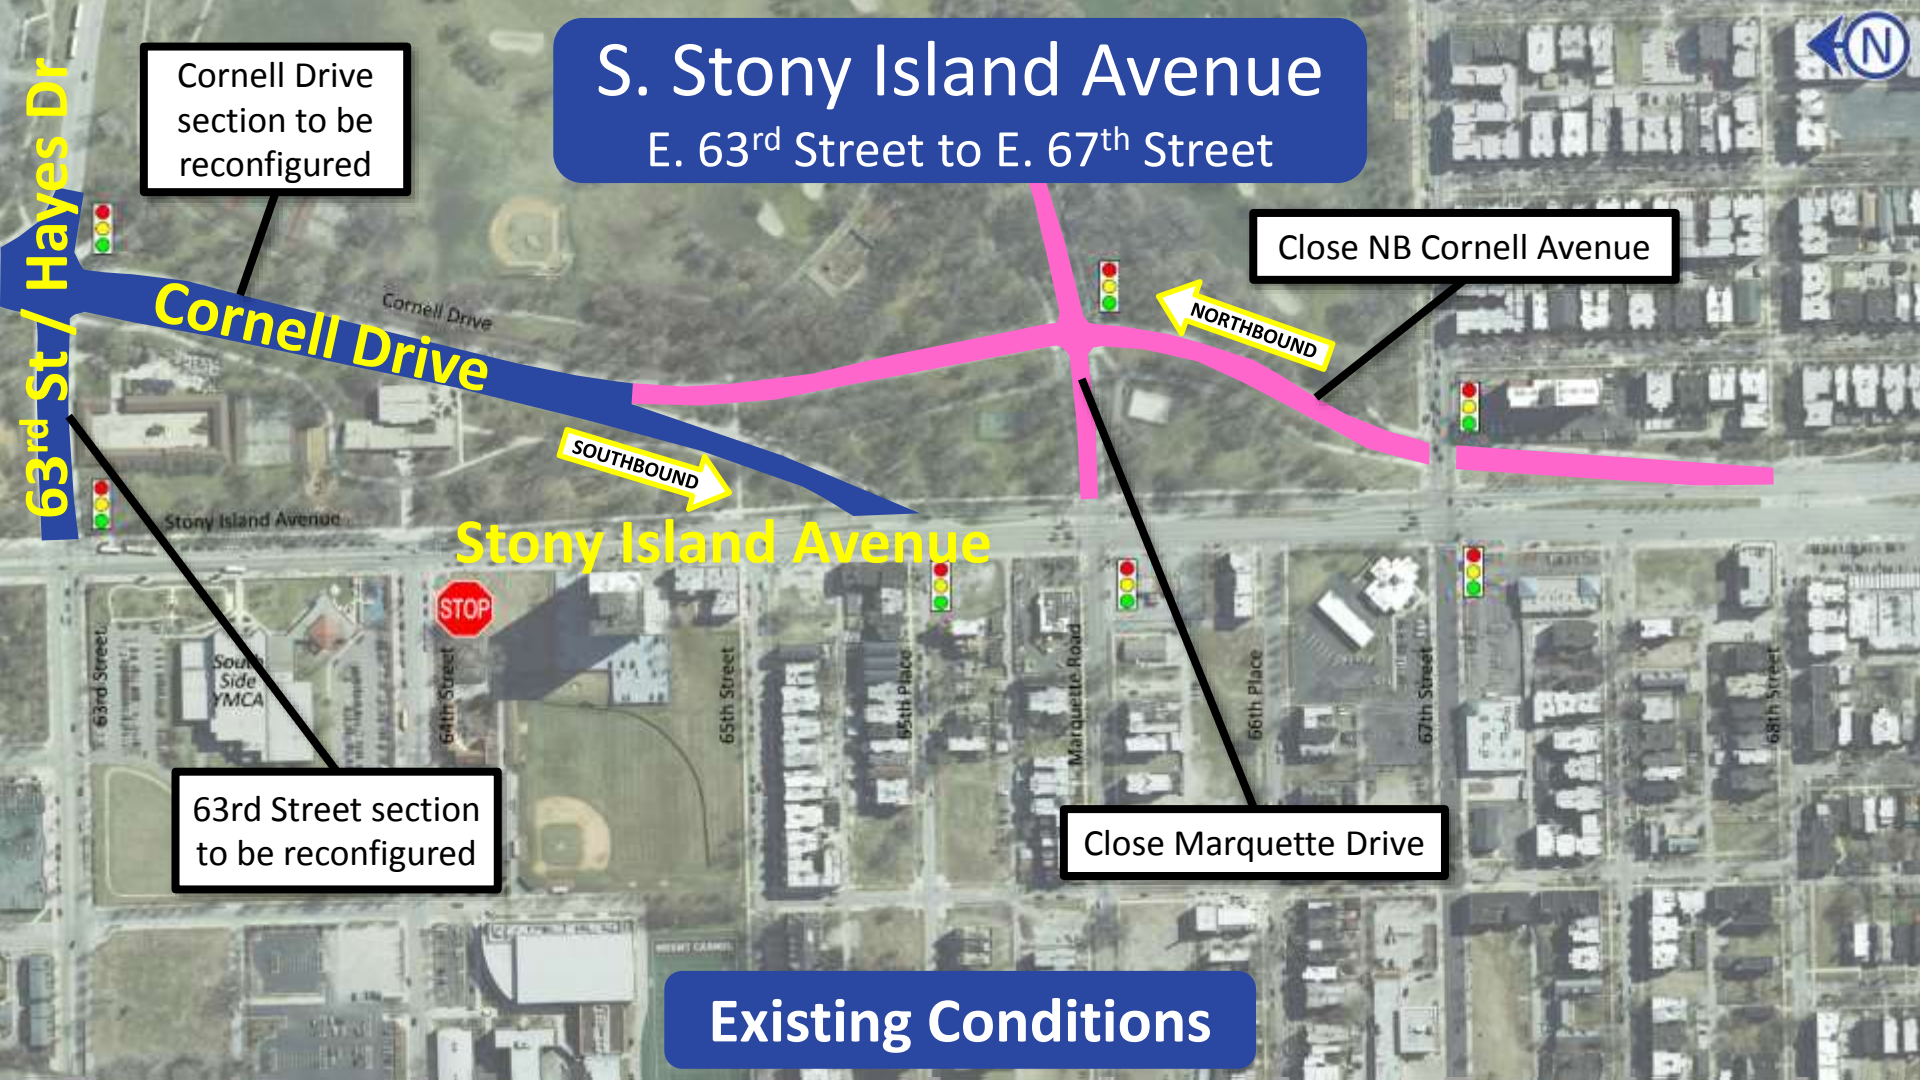 S. Stony Island Avenue
E. 63rd Street to E. 67th Street
N
Cornell Drive
section to be
reconfigured
63rd St / Hayes Dr
Close NB Cornell Avenue
NORTHBOUND
Cornell Drive
Cornell Drive
SOUTHBOUND
Stony Island Avenue
Stony Island Avenue
STOP
South
Side
YMCA
63rd Street
64th Street
65th Street
65th Place
Marquette Road
66th Place
67th Street
68th Street
63rd Street section
to be reconfigured
Close Marquette Drive
MOUNT CARMEL
Existing Conditions